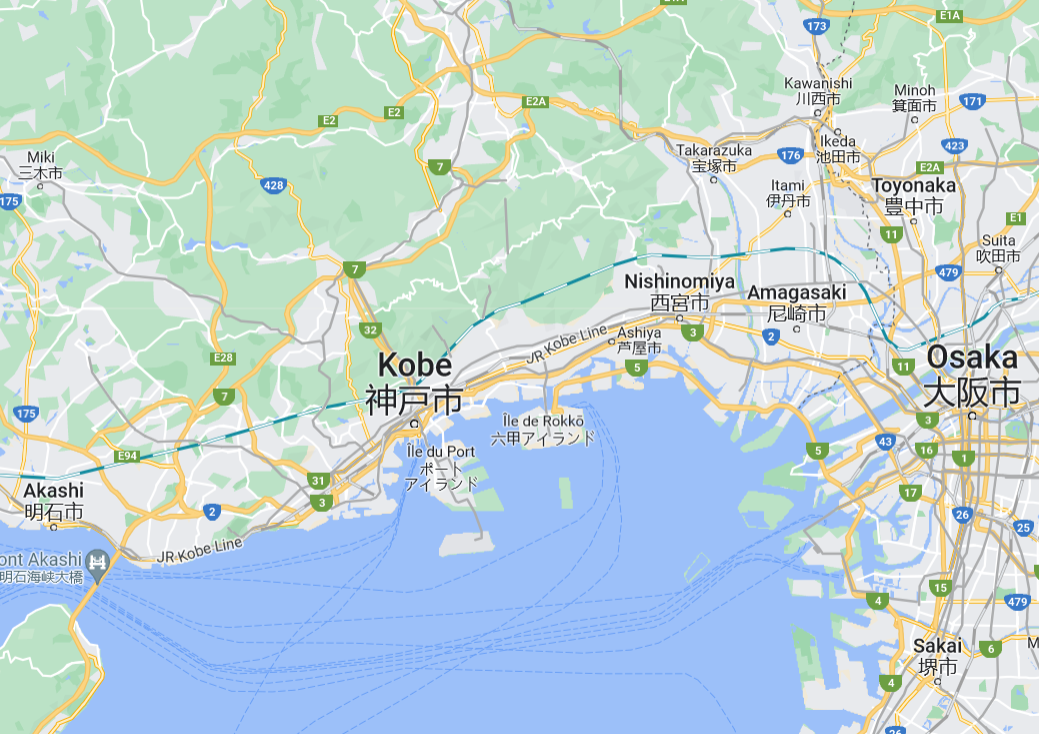 E1A
E1A
173
Kawanishi
川西市
Minoh
箕面市
171
E2
E2
E2A
Miki
三木市
7
Takarazuka
宝塚市
176
Ikeda
池田市
423
E2A
175
428
Itami
伊丹市
Toyonaka
豊中市
E1
11
Suita
吹田市
7
479
Nishinomiya
西宮市
Amagasaki
尼崎市
32
JR Kobe Line
Ashiya
芦屋市
3
2
E28
Kobe
神戸市
5
11
Osaka
大阪市
7
175
Île de Rokkō
六甲アイランド
3
43
E94
Île du Port
ポート
アイランド
5
16
1
31
3
17
Akashi
明石市
2
26
25
JR Kobe Line
ont Akashi
明石海峡大橋
15
4
479
Sakai
堺市
6
M
4
26